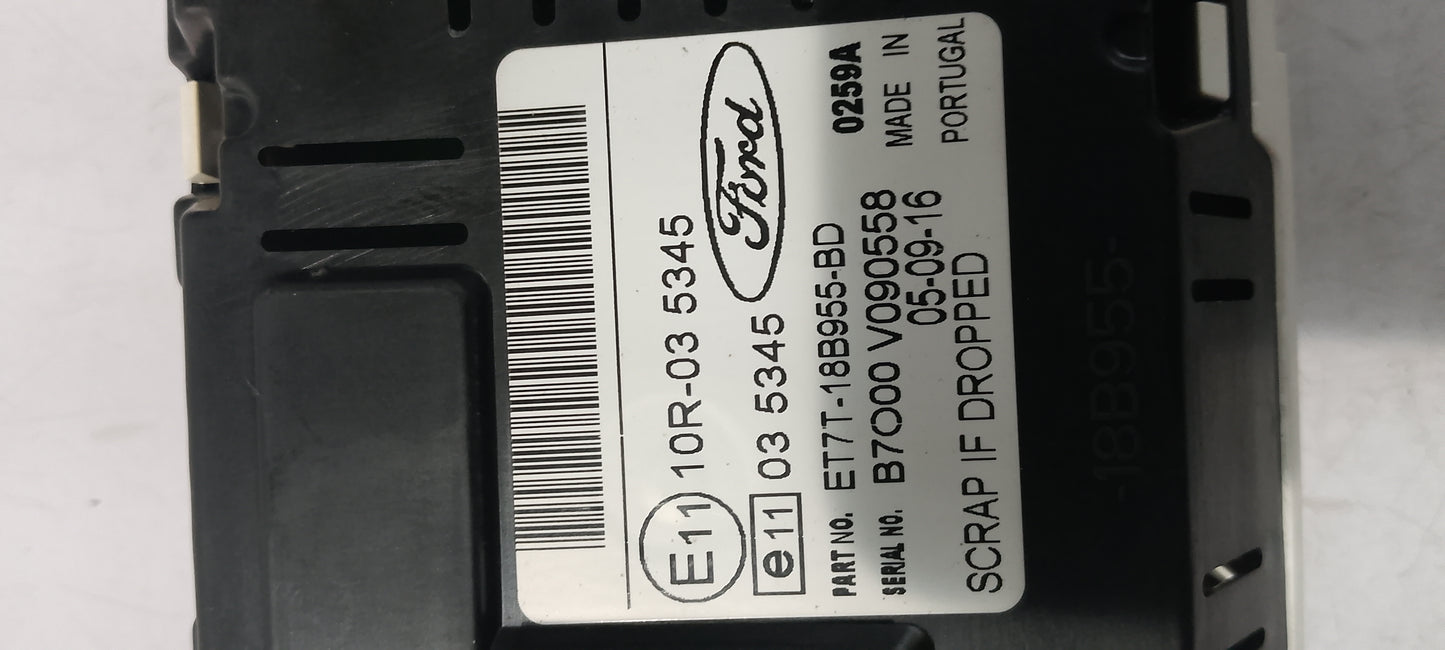 E11 10R-03 5345
e11 03 5345 Ford
PART NO. ET7T-18B955-BD 0259A
SERIAL NO. B7O00 V090558 MADE IN
05-09-16 PORTUGAL
SCRAP IF DROPPED
-18B955-